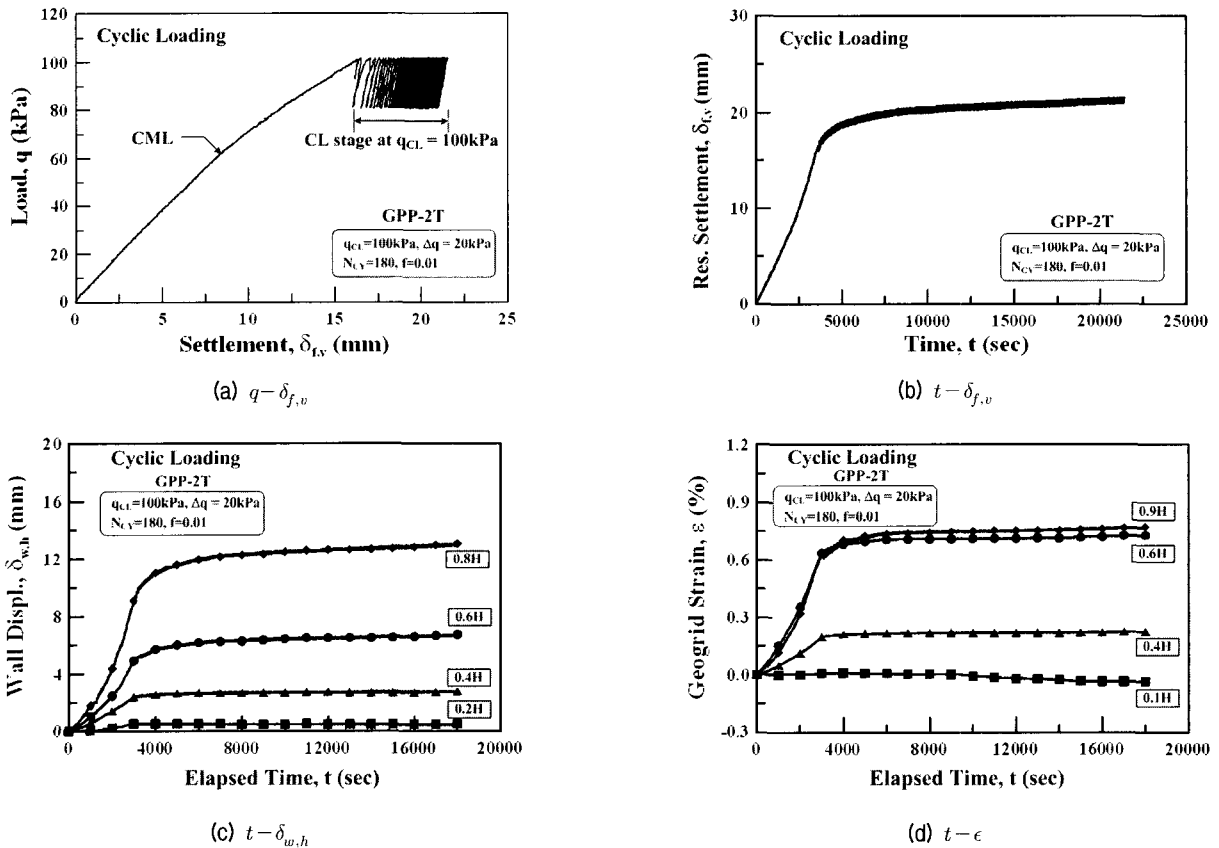 120
100
80
60
40
20
0
Load, q (kPa)
Cyclic Loading
CML
CL stage at qCL = 100kPa
GPP-2T
qCL=100kPa, Δq = 20kPa
NCY=180, f=0.01
0 5 10 15 20 25
Settlement, δf,v (mm)
(a) q−δf,v
30
20
10
0
Res. Settlement, δf,v (mm)
Cyclic Loading
GPP-2T
qCL=100kPa, Δq = 20kPa
NCY=180, f=0.01
0 5000 10000 15000 20000 25000
Time, t (sec)
(b) t−δf,v
20
16
12
8
4
0
Wall Displ., δw,h (mm)
Cyclic Loading
GPP-2T
qCL=100kPa, Δq = 20kPa
NCY=180, f=0.01
0.8H
0.6H
0.4H
0.2H
0 4000 8000 12000 16000 20000
Elapsed Time, t (sec)
(c) t−δw,h
1.2
0.9
0.6
0.3
0.0
-0.3
Geogrid Strain, ε (%)
Cyclic Loading
GPP-2T
qCL=100kPa, Δq = 20kPa
NCY=180, f=0.01
0.9H
0.6H
0.4H
0.1H
0 4000 8000 12000 16000 20000
Elapsed Time, t (sec)
(d) t−ϵ